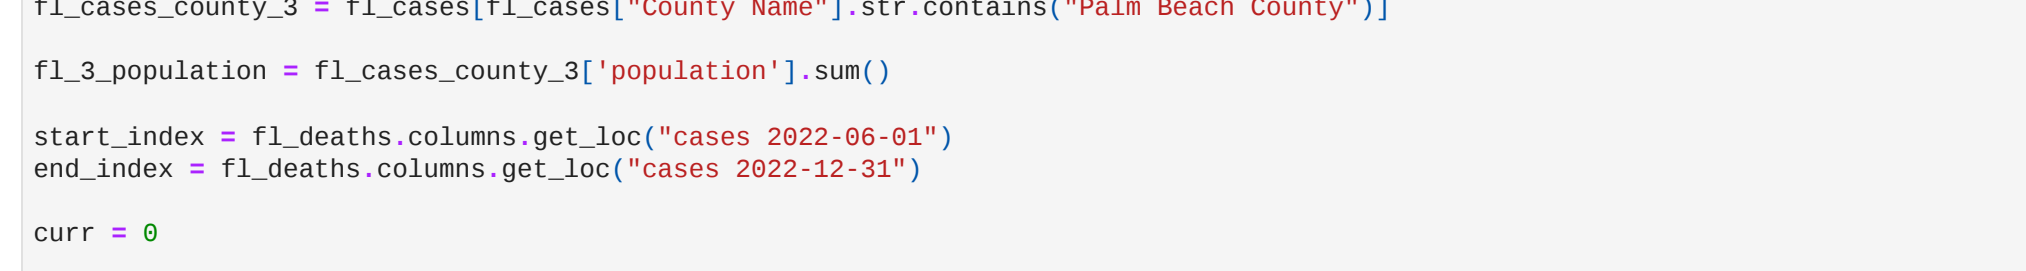 fl_cases_county_3 = fl_cases[fl_cases["County Name"].str.contains("Palm Beach County")]
fl_3_population = fl_cases_county_3['population'].sum()
start_index = fl_deaths.columns.get_loc("cases 2022-06-01")
end_index = fl_deaths.columns.get_loc("cases 2022-12-31")
curr = 0